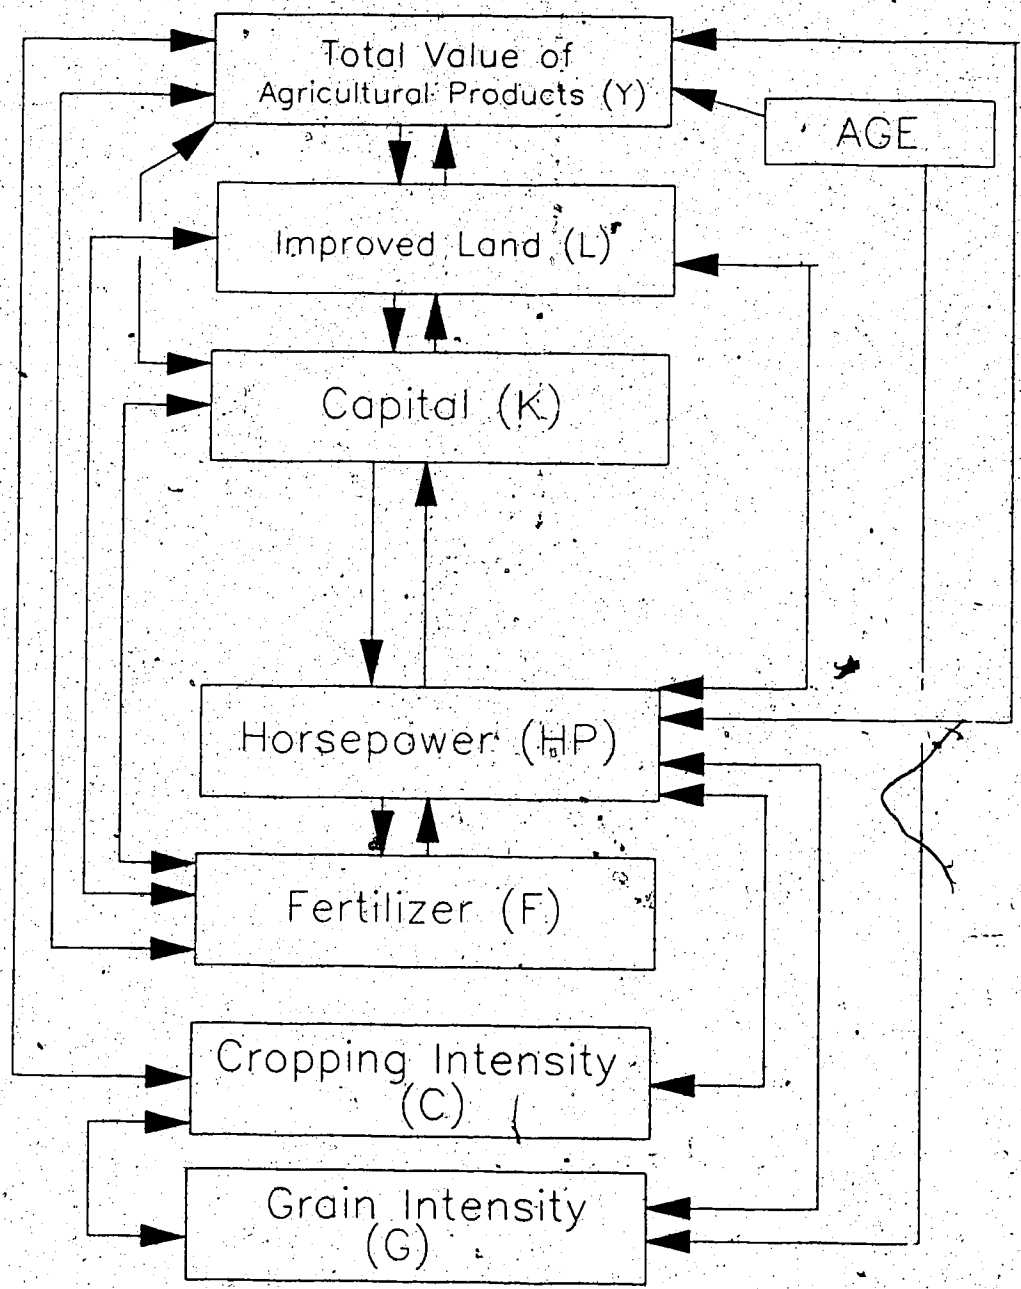 Total Value of
Agricultural Products (Y)
AGE
Improved Land (L)
Capital (K)
Horsepower (HP)
Fertilizer (F)
Cropping Intensity
(C)
Grain Intensity
(G)